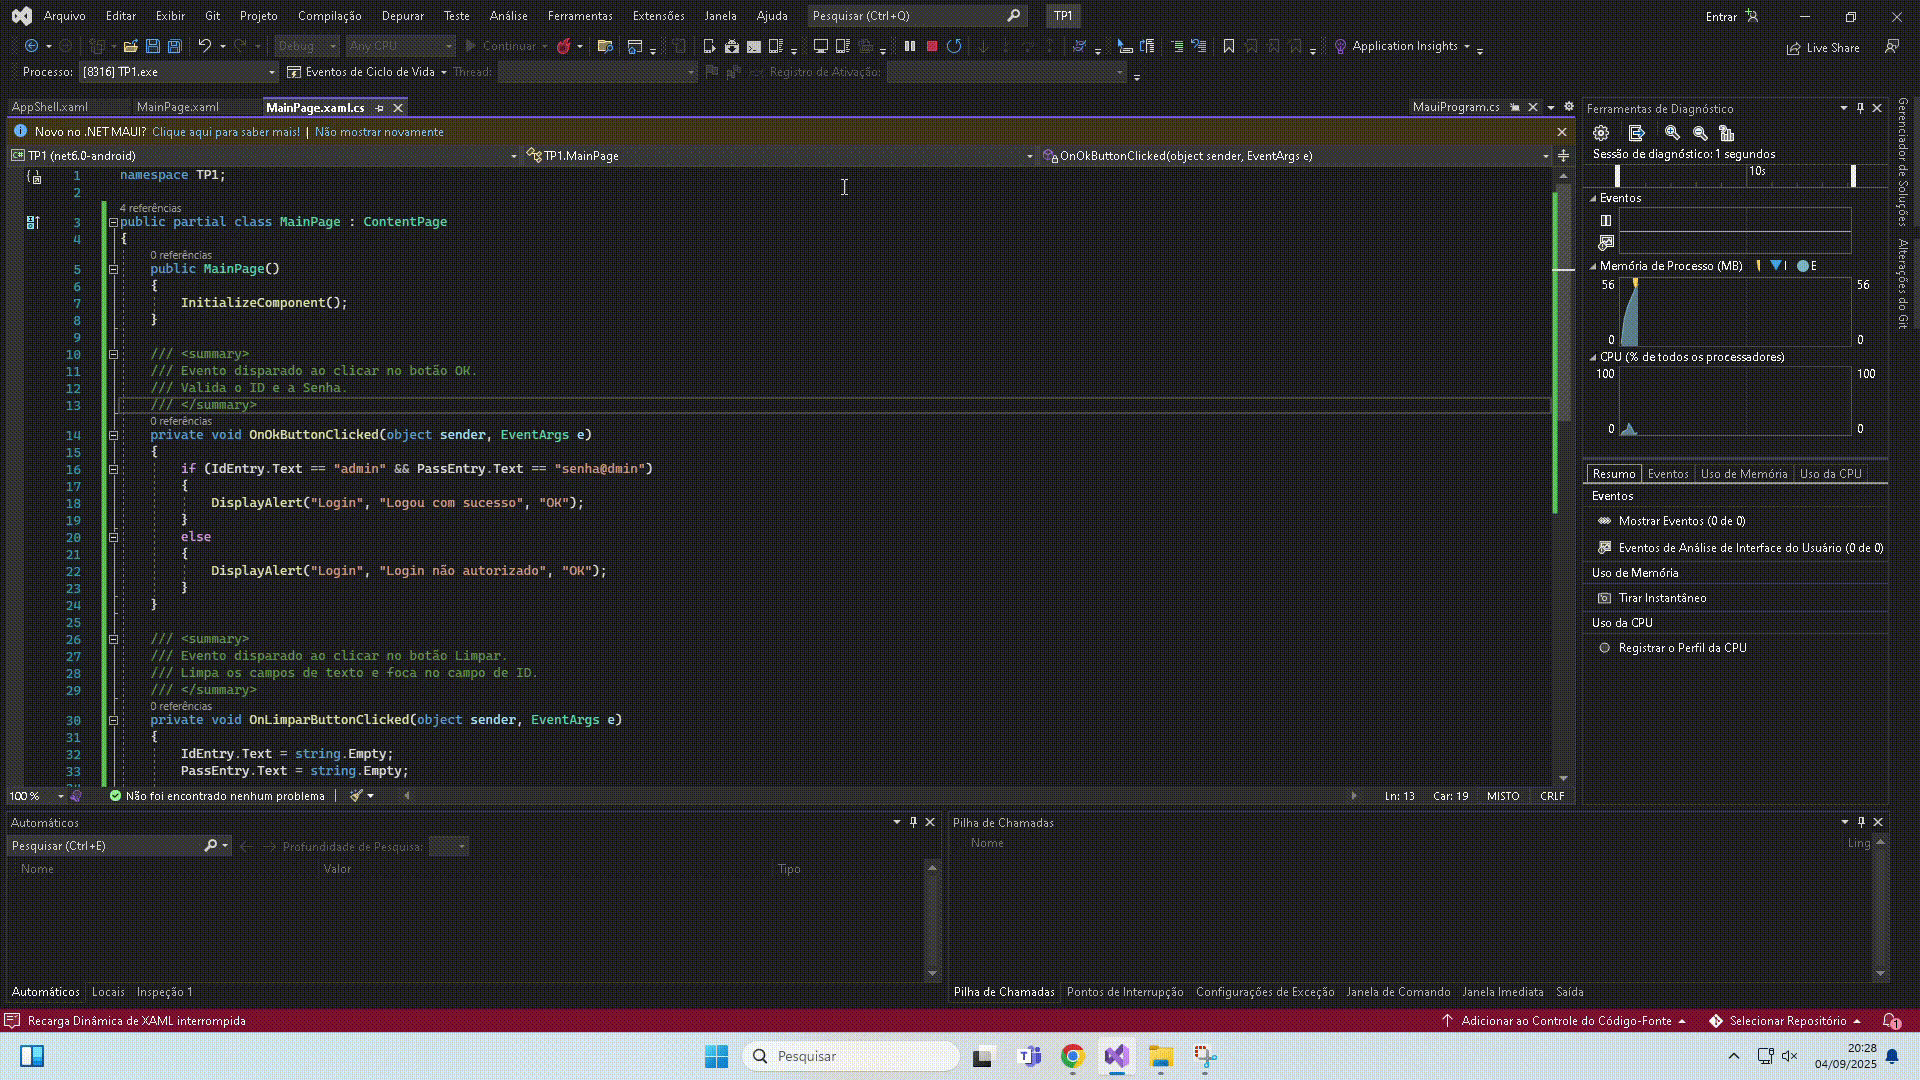 Arquivo Editar Exibir Git Projeto Compilação Depurar Teste Análise Ferramentas Extensões Janela Ajuda Pesquisar (Ctrl+Q) TP1 Entrar
Debug Any CPU Continuar Application Insights Live Share
Processo: [8316] TP1.exe Eventos de Ciclo de Vida Thread: Registro de Ativação:
AppShell.xaml MainPage.xaml MainPage.xaml.cs MauiProgram.cs
Novo no .NET MAUI? Clique aqui para saber mais! | Não mostrar novamente
TP1 (net6.0-android) TP1.MainPage OnOkButtonClicked(object sender, EventArgs e)
1 namespace TP1;
2
4 referências
3 public partial class MainPage : ContentPage
4 {
0 referências
5 public MainPage()
6 {
7 InitializeComponent();
8 }
9
10 /// <summary>
11 /// Evento disparado ao clicar no botão OK.
12 /// Valida o ID e a Senha.
13 /// </summary>
0 referências
14 private void OnOkButtonClicked(object sender, EventArgs e)
15 {
16 if (IdEntry.Text == "admin" && PassEntry.Text == "senha@dmin")
17 {
18 DisplayAlert("Login", "Logou com sucesso", "OK");
19 }
20 else
21 {
22 DisplayAlert("Login", "Login não autorizado", "OK");
23 }
24 }
25
26 /// <summary>
27 /// Evento disparado ao clicar no botão Limpar.
28 /// Limpa os campos de texto e foca no campo de ID.
29 /// </summary>
0 referências
30 private void OnLimparButtonClicked(object sender, EventArgs e)
31 {
32 IdEntry.Text = string.Empty;
33 PassEntry.Text = string.Empty;
100 % Não foi encontrado nenhum problema Ln: 13 Car: 19 MISTO CRLF
Ferramentas de Diagnóstico
Sessão de diagnóstico: 1 segundos
10s
Eventos
Memória de Processo (MB) I E
56 56
0 0
CPU (% de todos os processadores)
100 100
0 0
Resumo Eventos Uso de Memória Uso da CPU
Eventos
Mostrar Eventos (0 de 0)
Eventos de Análise de Interface do Usuário (0 de 0)
Uso de Memória
Tirar Instantâneo
Uso da CPU
Registrar o Perfil da CPU
Gerenciador de Soluções
Alterações do Git
Automáticos
Pesquisar (Ctrl+E) Profundidade de Pesquisa:
Nome Valor Tipo
Automáticos Locais Inspeção 1
Pilha de Chamadas
Nome Ling
Pilha de Chamadas Pontos de Interrupção Configurações de Exceção Janela de Comando Janela Imediata Saída
Recarga Dinâmica de XAML interrompida Adicionar ao Controle do Código-Fonte Selecionar Repositório 1
Pesquisar
20:28
04/09/2025